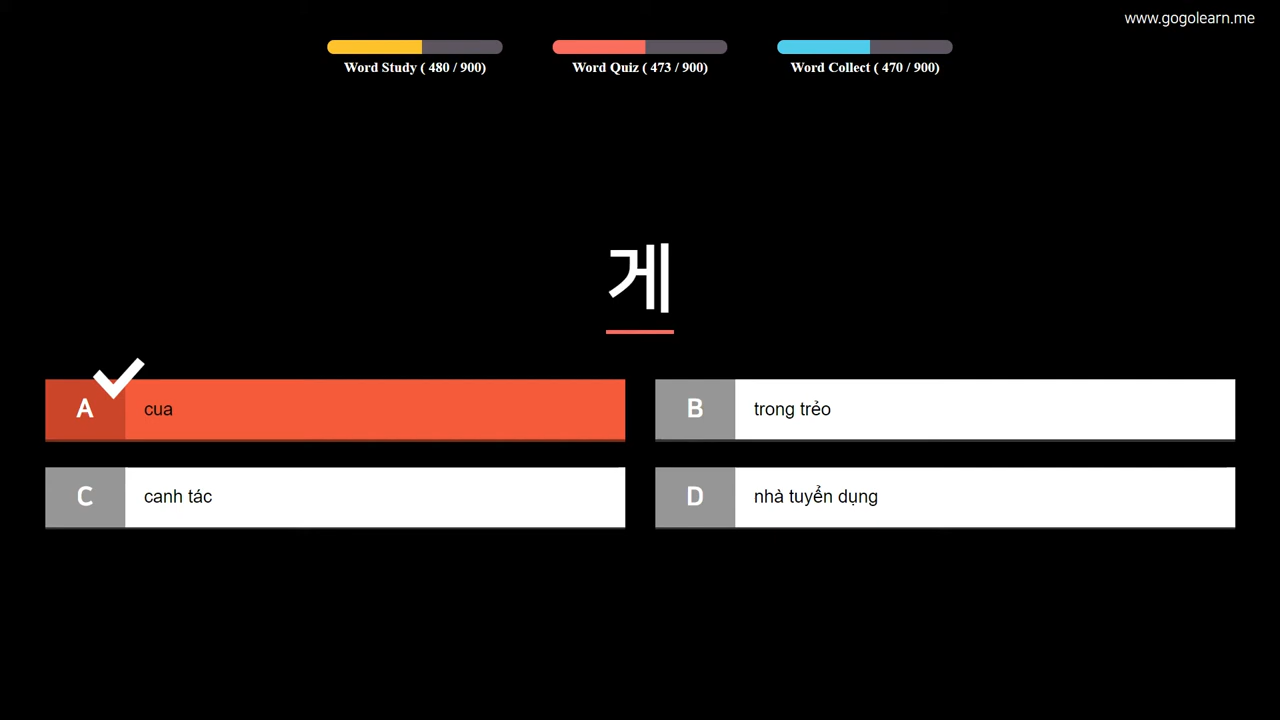 www.gogolearn.me
Word Study ( 480 / 900)
Word Quiz ( 473 / 900)
Word Collect ( 470 / 900)
게
A cua
B trong trẻo
C canh tác
D nhà tuyển dụng